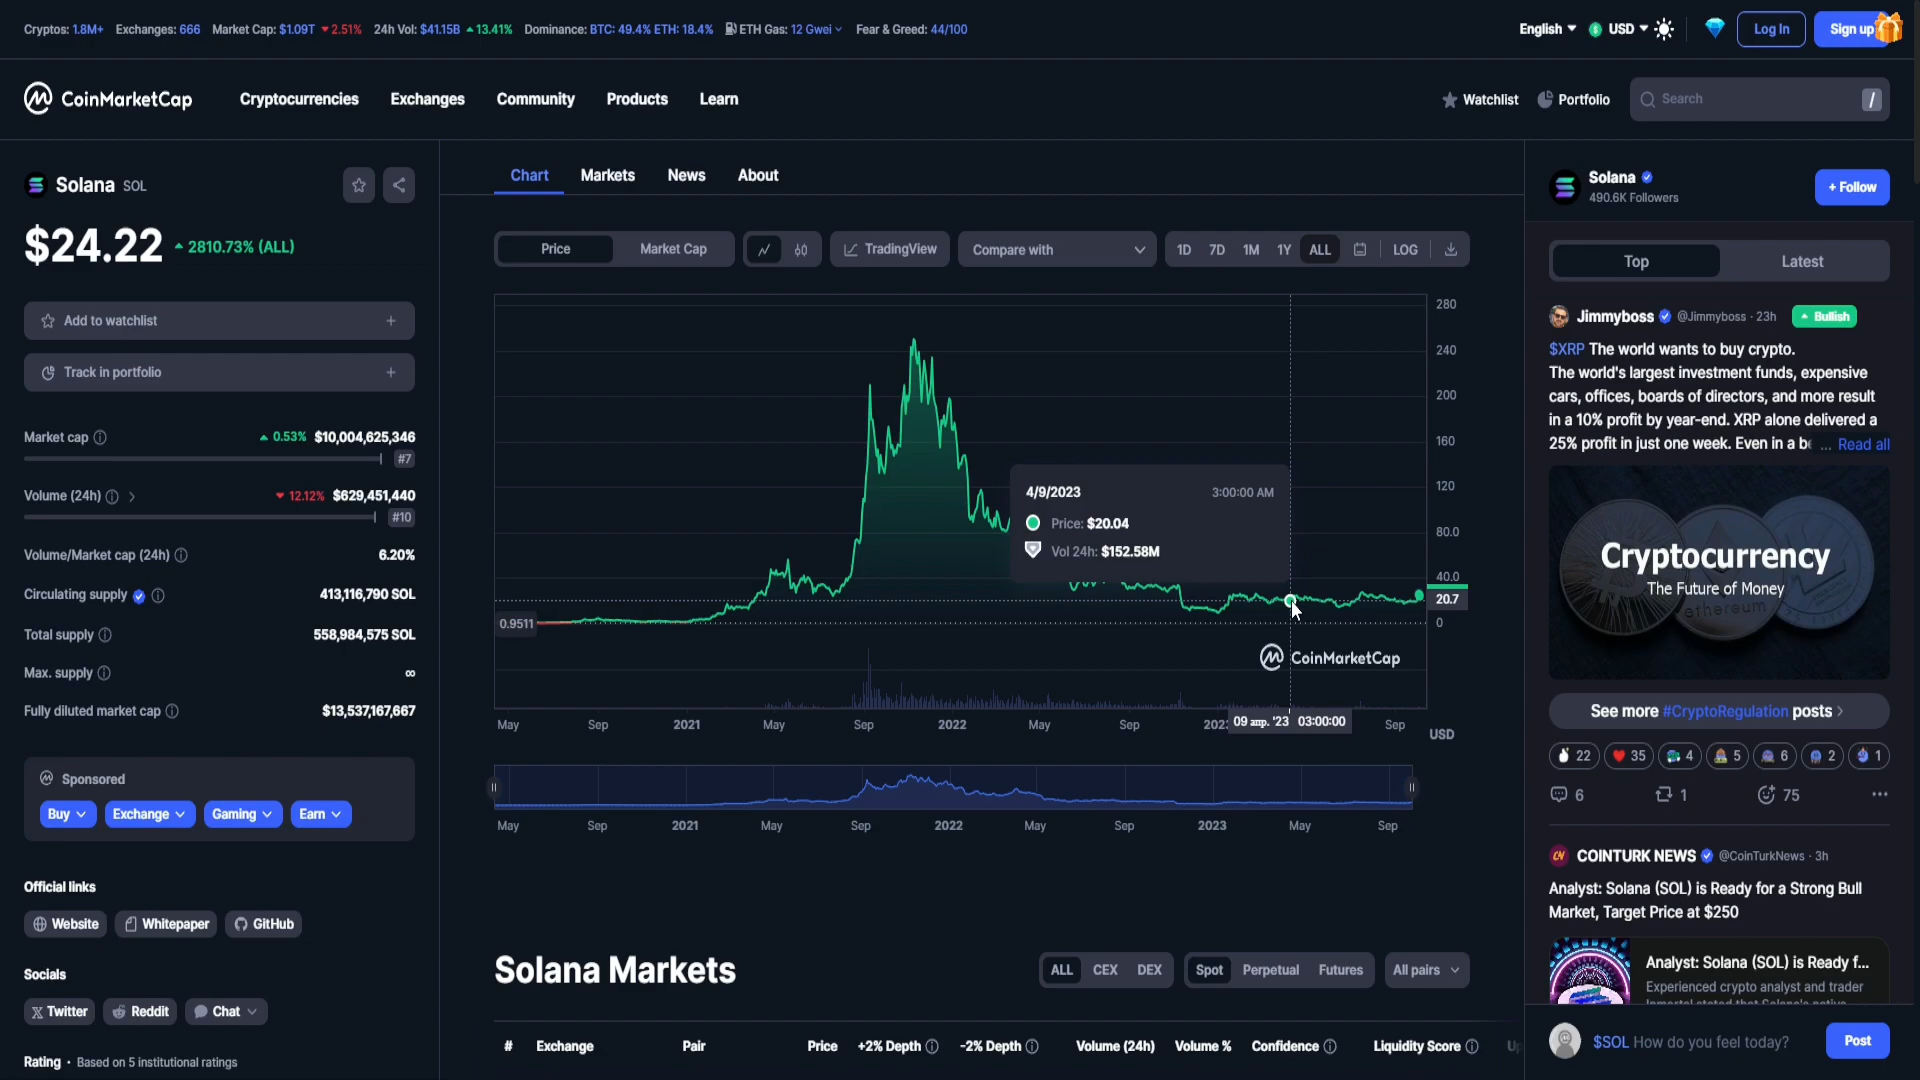 Cryptos: 1.8M+ Exchanges: 666 Market Cap: $1.09T 2.51% 24h Vol: $41.15B 13.41% Dominance: BTC: 49.4% ETH: 18.4% ETH Gas: 12 Gwei Fear & Greed: 44/100
English USD Log In Sign up
CoinMarketCap Cryptocurrencies Exchanges Community Products Learn
Watchlist Portfolio Search /
Solana SOL
$24.22 2810.73% (ALL)
Add to watchlist +
Track in portfolio +
Market cap 0.53% $10,004,625,346
#7
Volume (24h) 12.12% $629,451,440
#10
Volume/Market cap (24h) 6.20%
Circulating supply 413,116,790 SOL
Total supply 558,984,575 SOL
Max. supply ∞
Fully diluted market cap $13,537,167,667
Sponsored
Buy Exchange Gaming Earn
Official links
Website Whitepaper GitHub
Socials
Twitter Reddit Chat
Rating • Based on 5 institutional ratings
Chart Markets News About
Price Market Cap TradingView Compare with 1D 7D 1M 1Y ALL LOG
280
240
200
160
120
80.0
40.0
20.7
0
4/9/2023 3:00:00 AM
Price: $20.04
Vol 24h: $152.58M
0.9511
CoinMarketCap
May Sep 2021 May Sep 2022 May Sep 202 09 апр. '23 03:00:00 Sep
USD
May Sep 2021 May Sep 2022 May Sep 2023 May Sep
Solana Markets ALL CEX DEX Spot Perpetual Futures All pairs
# Exchange Pair Price +2% Depth -2% Depth Volume (24h) Volume % Confidence Liquidity Score Up
Solana
490.6K Followers
+ Follow
Top Latest
Jimmyboss @Jimmyboss · 23h Bullish
$XRP The world wants to buy crypto.
The world's largest investment funds, expensive
cars, offices, boards of directors, and more result
in a 10% profit by year-end. XRP alone delivered a
25% profit in just one week. Even in a be ... Read all
Cryptocurrency
The Future of Money
ethereum
See more #CryptoRegulation posts
22 35 4 5 6 2 1
6 1 75 ...
COINTURK NEWS @CoinTurkNews · 3h
Analyst: Solana (SOL) is Ready for a Strong Bull
Market, Target Price at $250
Analyst: Solana (SOL) is Ready f...
Experienced crypto analyst and trader
Inmortal stated that Solana's native
$SOL How do you feel today? Post